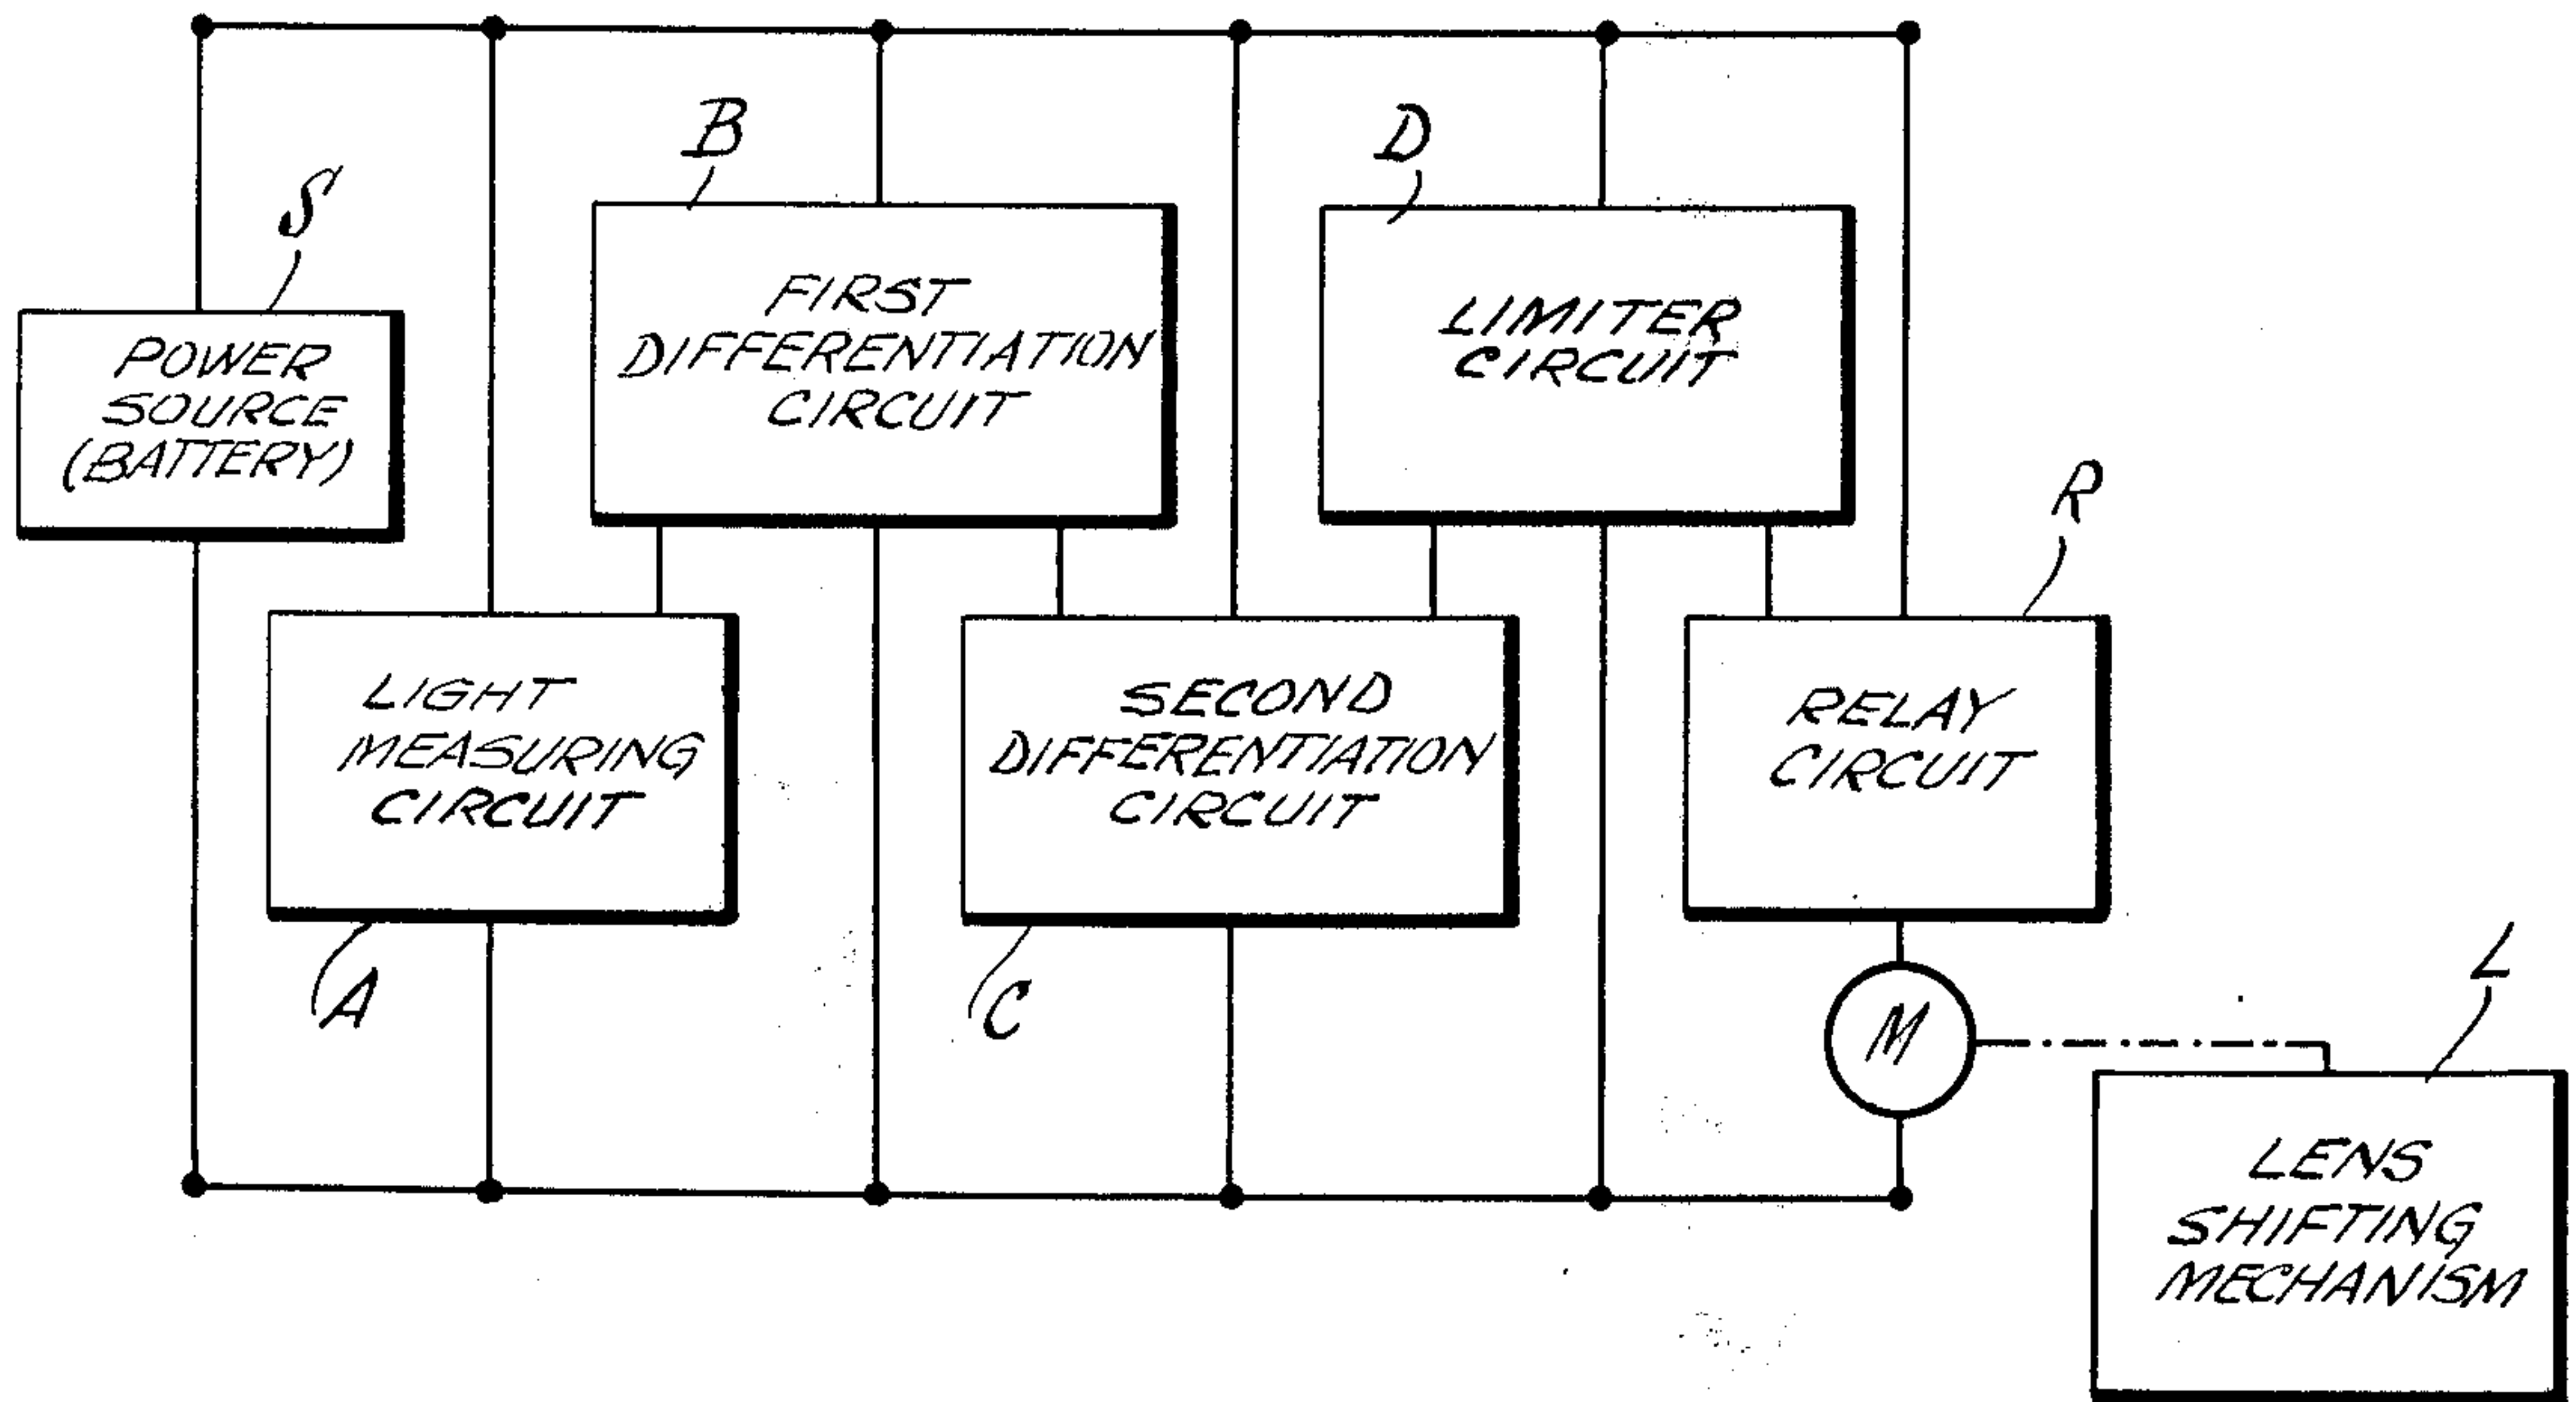 B
D
S
FIRST
DIFFERENTIATION
CIRCUIT
LIMITER
CIRCUIT
POWER
SOURCE
(BATTERY)
R
LIGHT
MEASURING
CIRCUIT
SECOND
DIFFERENTIATION
CIRCUIT
RELAY
CIRCUIT
A
C
M
L
LENS
SHIFTING
MECHANISM